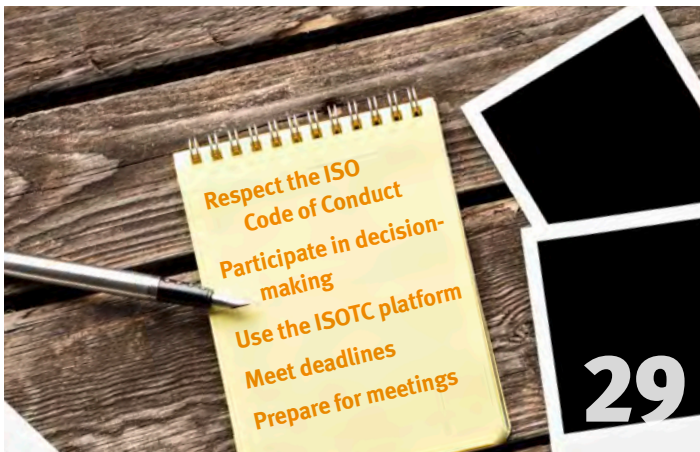 Respect the ISO
Code of Conduct
Participate in decision-
making
Use the ISOTC platform
Meet deadlines
Prepare for meetings
29